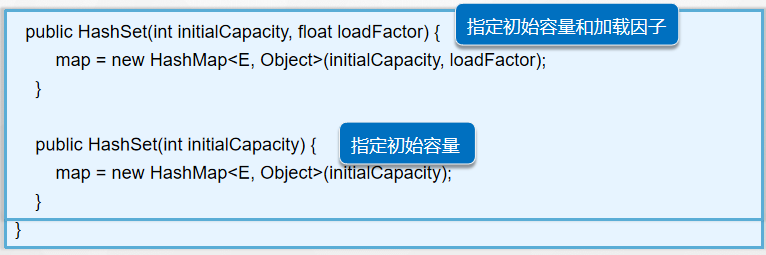 public HashSet(int initialCapacity, float loadFactor) {
指定初始容量和加载因子
map = new HashMap<E, Object>(initialCapacity, loadFactor);
}
public HashSet(int initialCapacity) {
指定初始容量
map = new HashMap<E, Object>(initialCapacity);
}
}